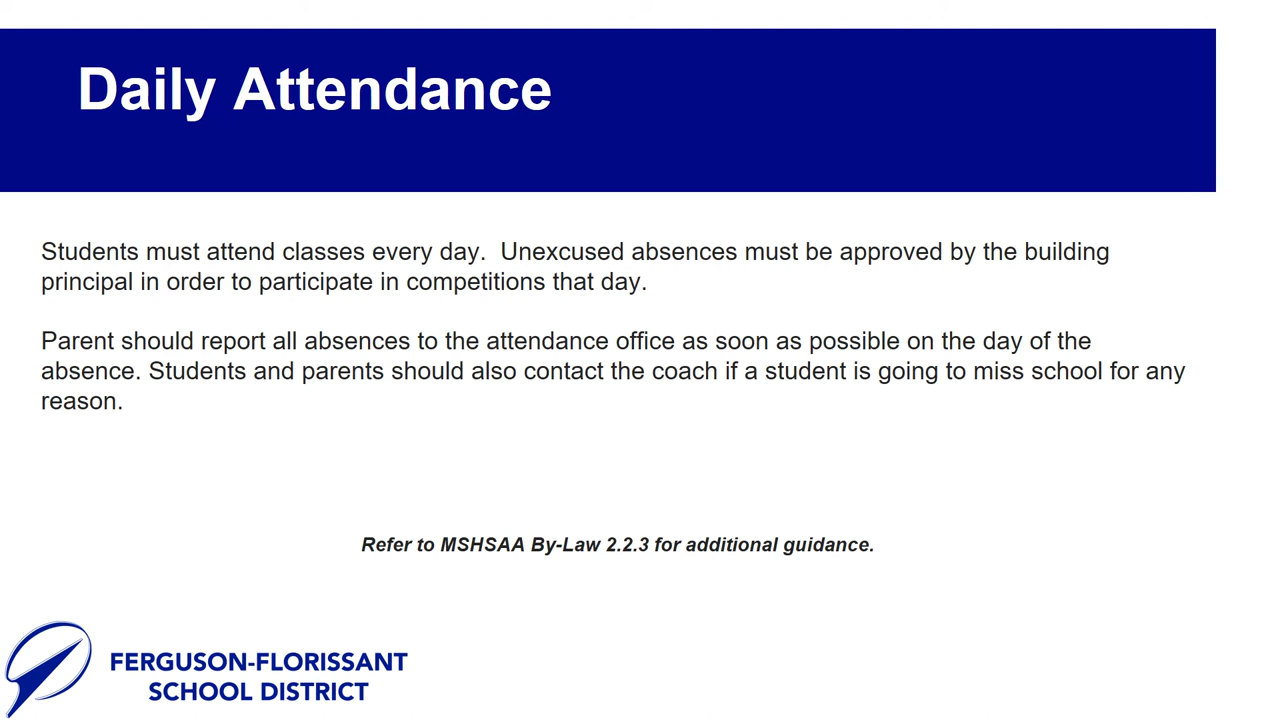 Daily Attendance
Students must attend classes every day.  Unexcused absences must be approved by the building
principal in order to participate in competitions that day.
Parent should report all absences to the attendance office as soon as possible on the day of the
absence. Students and parents should also contact the coach if a student is going to miss school for any
reason.
Refer to MSHSAA By-Law 2.2.3 for additional guidance.
FERGUSON-FLORISSANT
SCHOOL DISTRICT